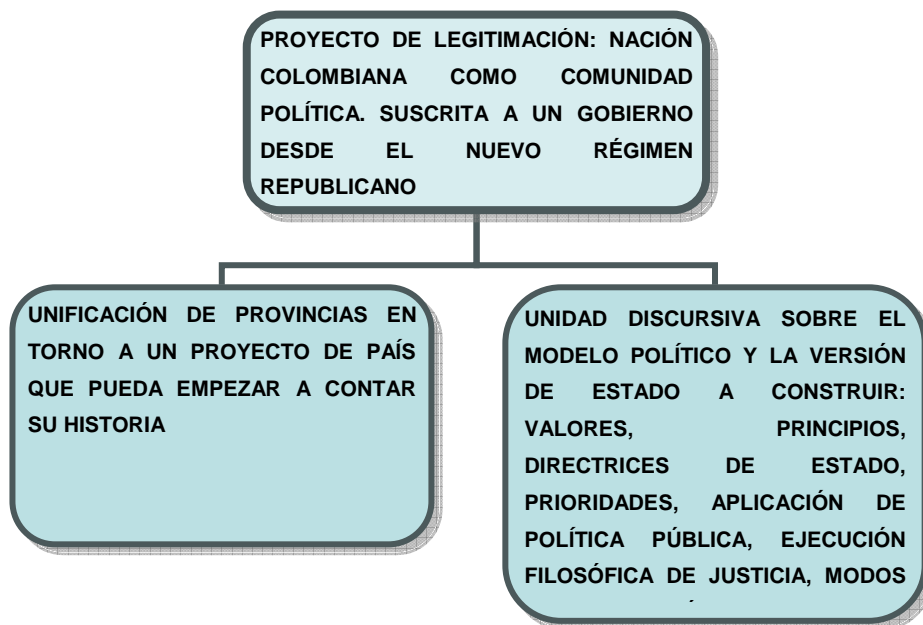 PROYECTO DE LEGITIMACIÓN: NACIÓN
COLOMBIANA COMO COMUNIDAD
POLÍTICA. SUSCRITA A UN GOBIERNO
DESDE EL NUEVO RÉGIMEN
REPUBLICANO
UNIFICACIÓN DE PROVINCIAS EN
TORNO A UN PROYECTO DE PAÍS
QUE PUEDA EMPEZAR A CONTAR
SU HISTORIA
UNIDAD DISCURSIVA SOBRE EL
MODELO POLÍTICO Y LA VERSIÓN
DE ESTADO A CONSTRUIR:
VALORES, PRINCIPIOS,
DIRECTRICES DE ESTADO,
PRIORIDADES, APLICACIÓN DE
POLÍTICA PÚBLICA, EJECUCIÓN
FILOSÓFICA DE JUSTICIA, MODOS